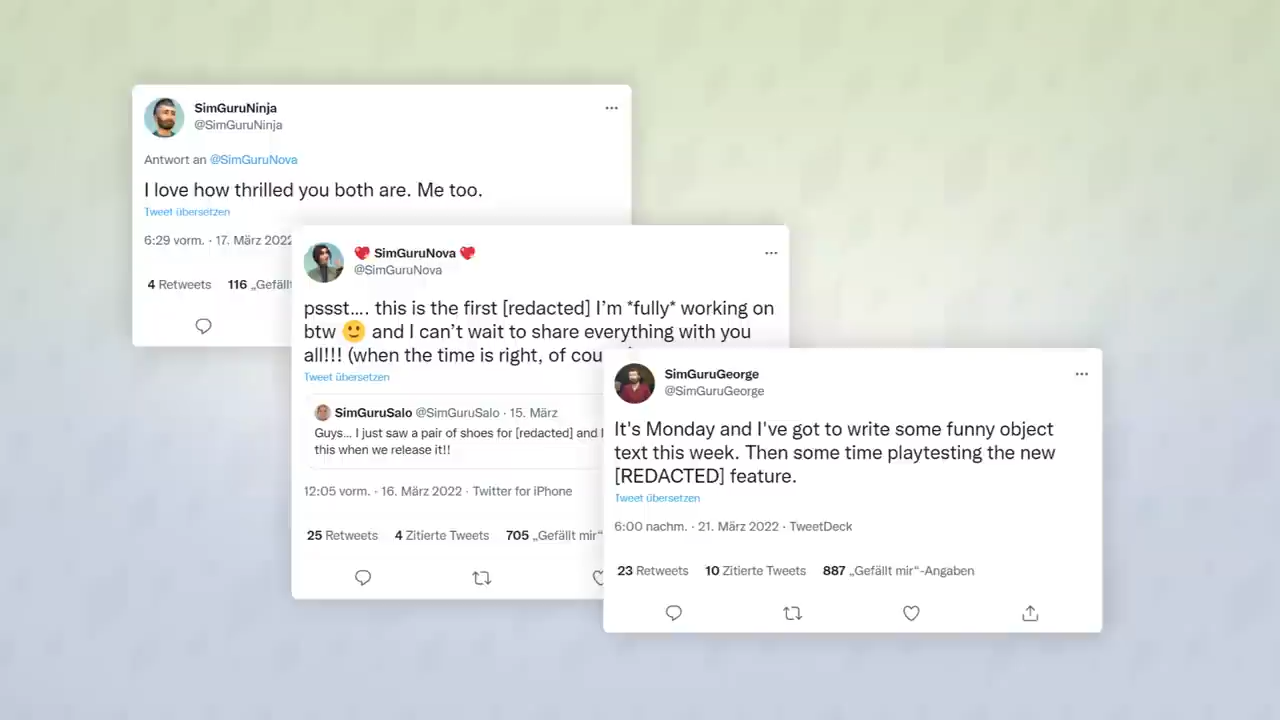 SimGuruNinja
@SimGuruNinja
Antwort an @SimGuruNova
I love how thrilled you both are. Me too.
Tweet übersetzen
6:29 vorm. · 17. März 2022
4 Retweets 116 „Gefällt
SimGuruNova
@SimGuruNova
pssst.... this is the first [redacted] I’m *fully* working on
btw 🙂 and I can’t wait to share everything with you
all!!! (when the time is right, of
Tweet übersetzen
SimGuruSalo @SimGuruSalo · 15. März
Guys... I just saw a pair of shoes for [redacted] and I
this when we release it!!
12:05 vorm. · 16. März 2022 · Twitter for iPhone
25 Retweets 4 Zitierte Tweets 705 „Gefällt mir“
SimGuruGeorge
@SimGuruGeorge
It's Monday and I've got to write some funny object
text this week. Then some time playtesting the new
[REDACTED] feature.
Tweet übersetzen
6:00 nachm. · 21. März 2022 · TweetDeck
23 Retweets 10 Zitierte Tweets 887 „Gefällt mir“-Angaben